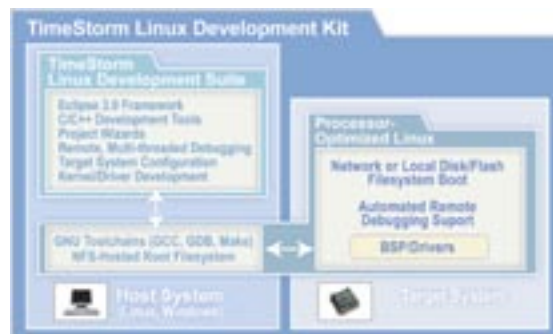 TimeStorm Linux Development Kit
TimeStorm
Linux Development Suite
Eclipse 3.0 Framework
C/C++ Development Tools
Project Wizards
Remote, Multi-threaded Debugging
Target System Configuration
Kernel/Driver Development
GNU Toolchains (GCC, GDB, Make)
NFS-Hosted Root Filesystem
Host System
(Linux, Windows)
Processor-
Optimized Linux
Network or Local Disk/Flash
Filesystem Boot
Automated Remote
Debugging Suport
BSP/Drivers
Target System